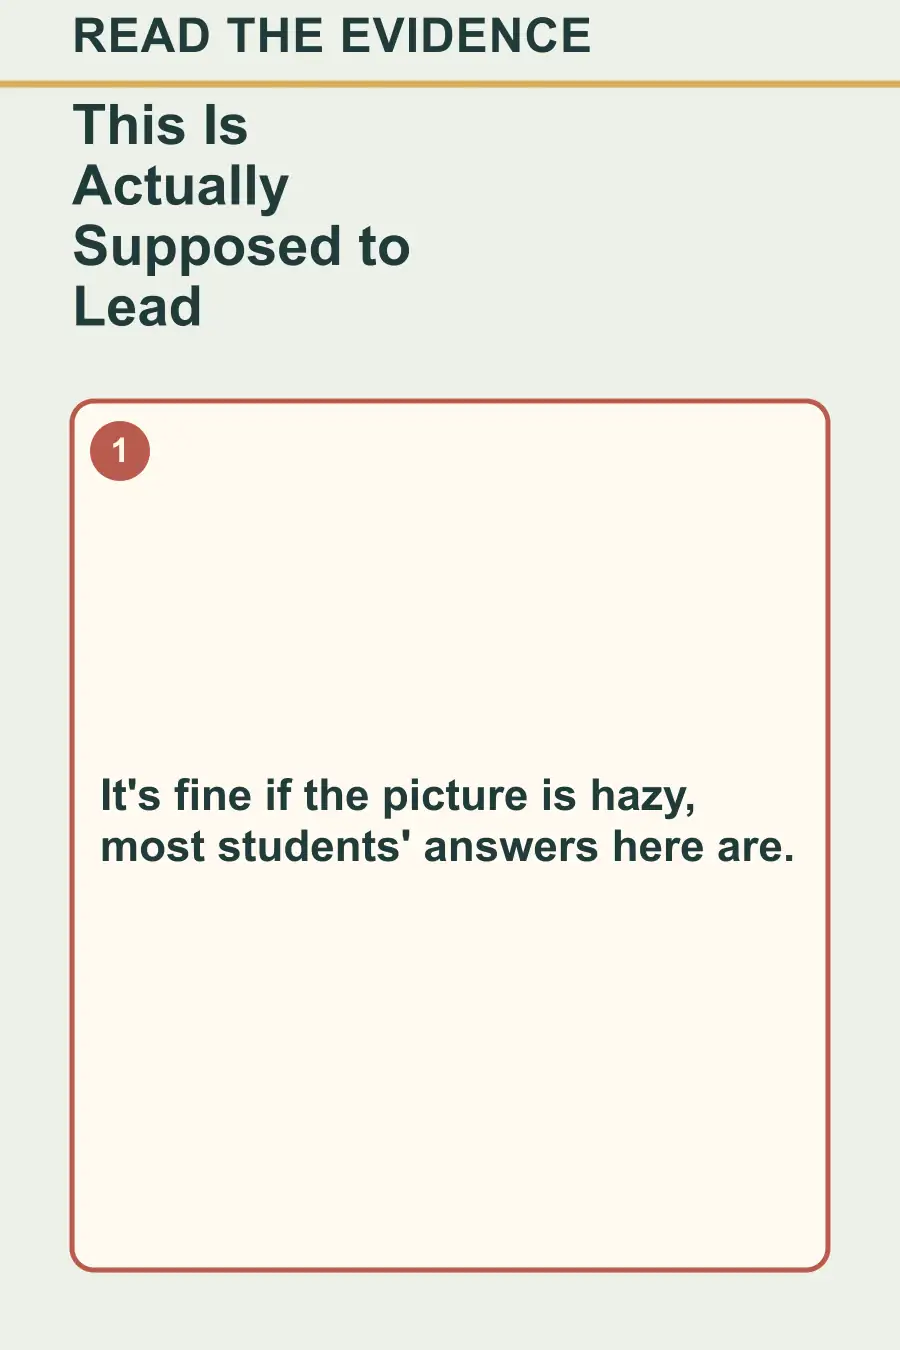 READ THE EVIDENCE
This Is
Actually
Supposed to
Lead
1
It's fine if the picture is hazy,
most students' answers here are.